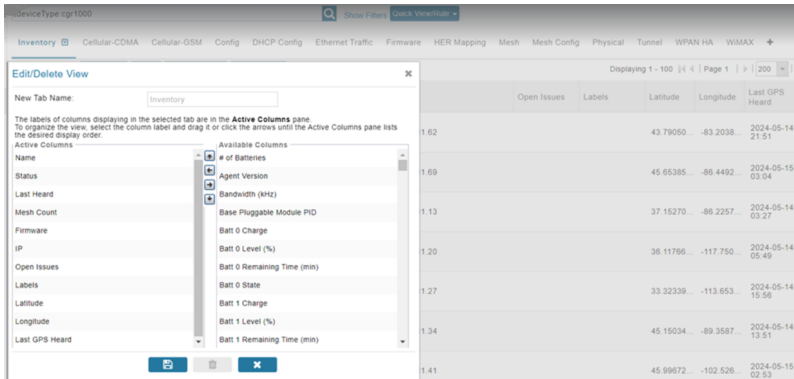 deviceType:cgr1000 Show Filters Quick View/Rule
Inventory Cellular-CDMA Cellular-GSM Config DHCP Config Ethernet Traffic Firmware HER Mapping Mesh Mesh Config Physical Tunnel WPAN HA WiMAX +
Displaying 1 - 100 Page 1 200
Edit/Delete View
New Tab Name: Inventory
The labels of columns displaying in the selected tab are in the Active Columns pane.
To organize the view, select the column label and drag it or click the arrows until the Active Columns pane lists
the desired display order.
Active Columns
Name
Status
Last Heard
Mesh Count
Firmware
IP
Open Issues
Labels
Latitude
Longitude
Last GPS Heard
Available Columns
# of Batteries
Agent Version
Bandwidth (kHz)
Base Pluggable Module PID
Batt 0 Charge
Batt 0 Level (%)
Batt 0 Remaining Time (min)
Batt 0 State
Batt 1 Charge
Batt 1 Level (%)
Batt 1 Remaining Time (min)
Open Issues Labels Latitude Longitude Last GPS
Heard
1.62 43.79050... -83.2038... 2024-05-14
21:51
1.69 45.65385... -86.4492... 2024-05-15
03:04
1.13 37.15270... -86.2257... 2024-05-14
03:27
1.20 36.11766... -117.750... 2024-05-14
05:49
1.27 33.32339... -113.653... 2024-05-14
15:56
1.34 45.15034... -89.3587... 2024-05-14
13:51
1.41 45.99672... -102.526... 2024-05-15
02:53